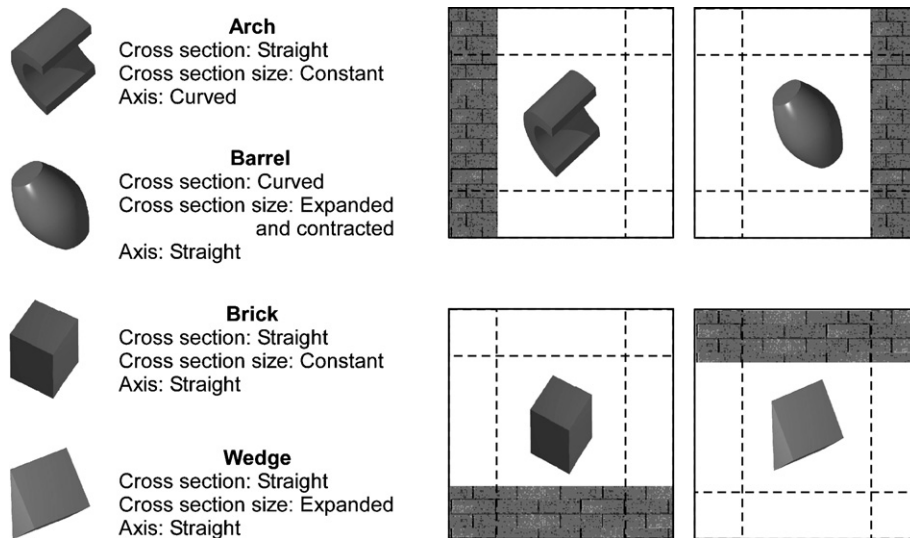 Arch
Cross section: Straight
Cross section size: Constant
Axis: Curved
Barrel
Cross section: Curved
Cross section size: Expanded
and contracted
Axis: Straight
Brick
Cross section: Straight
Cross section size: Constant
Axis: Straight
Wedge
Cross section: Straight
Cross section size: Expanded
Axis: Straight